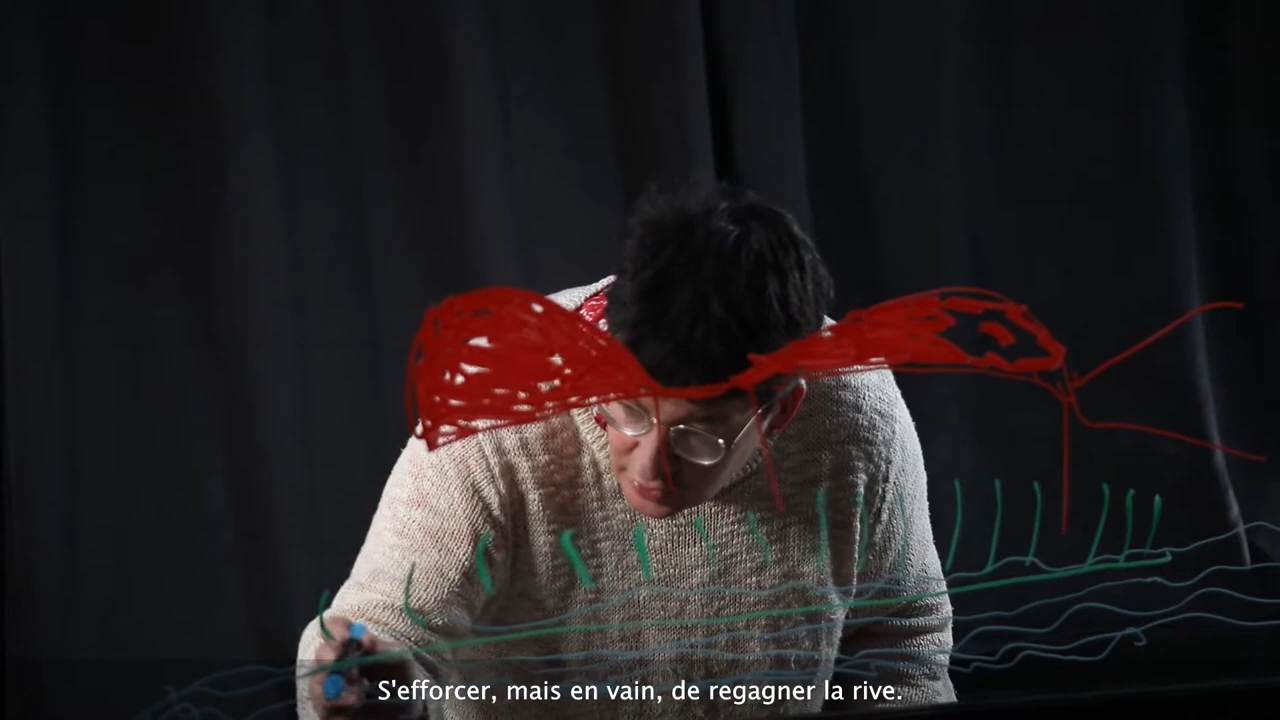 S'efforcer, mais en vain, de regagner la rive.